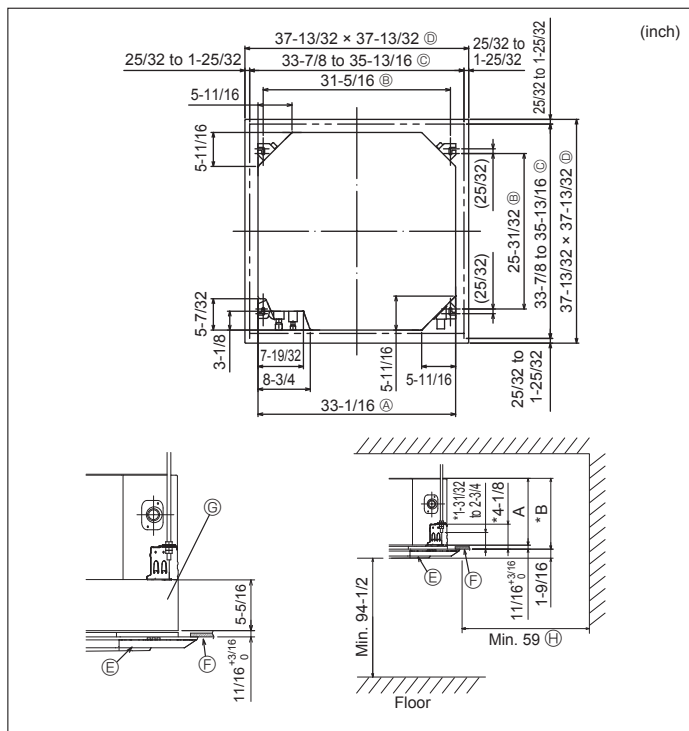 (inch)
37-13/32 × 37-13/32 Ⓓ
25/32 to 1-25/32
33-7/8 to 35-13/16 Ⓒ
25/32 to
1-25/32
31-5/16 Ⓑ
5-11/16
25/32 to 1-25/32
5-11/16
(25/32)
25-31/32 Ⓑ
33-7/8 to 35-13/16 Ⓒ
37-13/32 × 37-13/32 Ⓓ
(25/32)
5-7/32
3-1/8
7-19/32
8-3/4
5-11/16
5-11/16
25/32 to
1-25/32
33-1/16 Ⓐ
Ⓖ
5-5/16
Ⓔ
Ⓕ
11/16 +3/16 0
*1-31/32
to 2-3/4
*4-1/8
A
*B
Ⓔ
Ⓕ
11/16 +3/16 0
1-9/16
Min. 94-1/2
Min. 59 Ⓗ
Floor